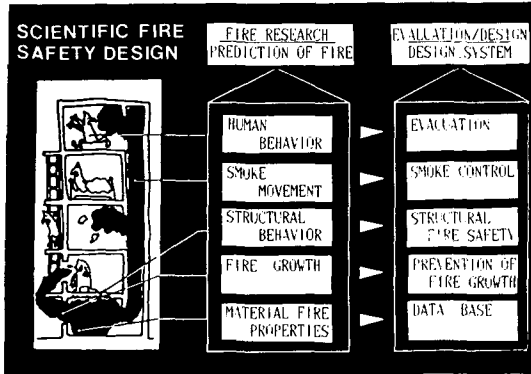 SCIENTIFIC FIRE
SAFETY DESIGN
FIRE RESEARCH
PREDICTION OF FIRE
EVALUATION/DESIGN
DESIGN SYSTEM
HUMAN
BEHAVIOR
EVACUATION
SMOKE
MOVEMENT
SMOKE CONTROL
STRUCTURAL
BEHAVIOR
STRUCTURAL
FIRE SAFETY
FIRE GROWTH
PREVENTION OF
FIRE GROWTH
MATERIAL FIRE
PROPERTIES
DATA BASE